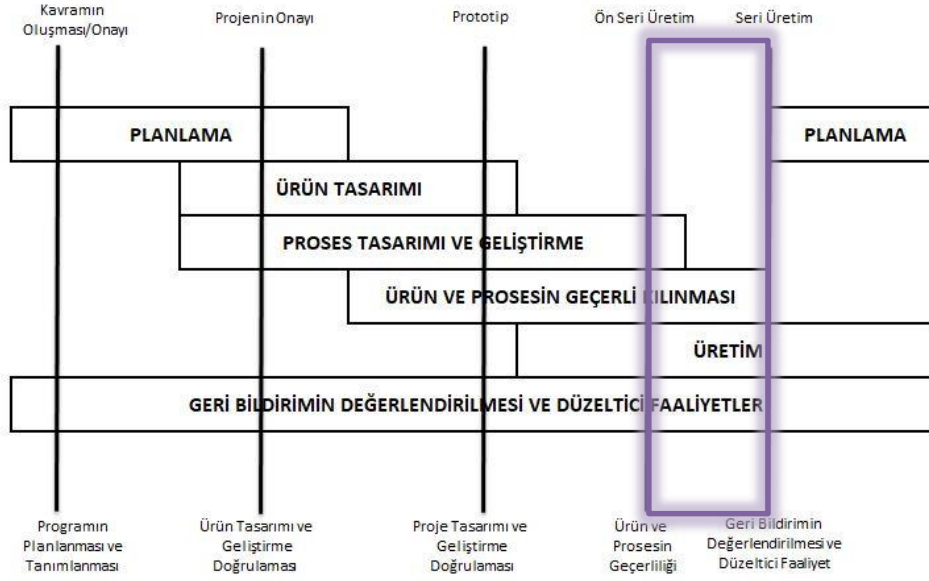 Kavramın
Oluşması/Onayı
Projenin Onayı
Prototip
Ön Seri Üretim
Seri Üretim
PLANLAMA
PLANLAMA
ÜRÜN TASARIMI
PROSES TASARIMI VE GELİŞTİRME
ÜRÜN VE PROSESİN GEÇERLİ KILINMASI
ÜRETİM
GERİ BİLDİRİMİN DEĞERLENDİRİLMESİ VE DÜZELTİCİ FAALİYETLER
Programın
Planlanması ve
Tanımlanması
Ürün Tasarımı ve
Geliştirme
Doğrulaması
Proje Tasarımı ve
Geliştirme
Doğrulaması
Ürün ve
Prosesin
Geçerliliği
Geri Bildirimin
Değerlendirilmesi ve
Düzeltici Faaliyet